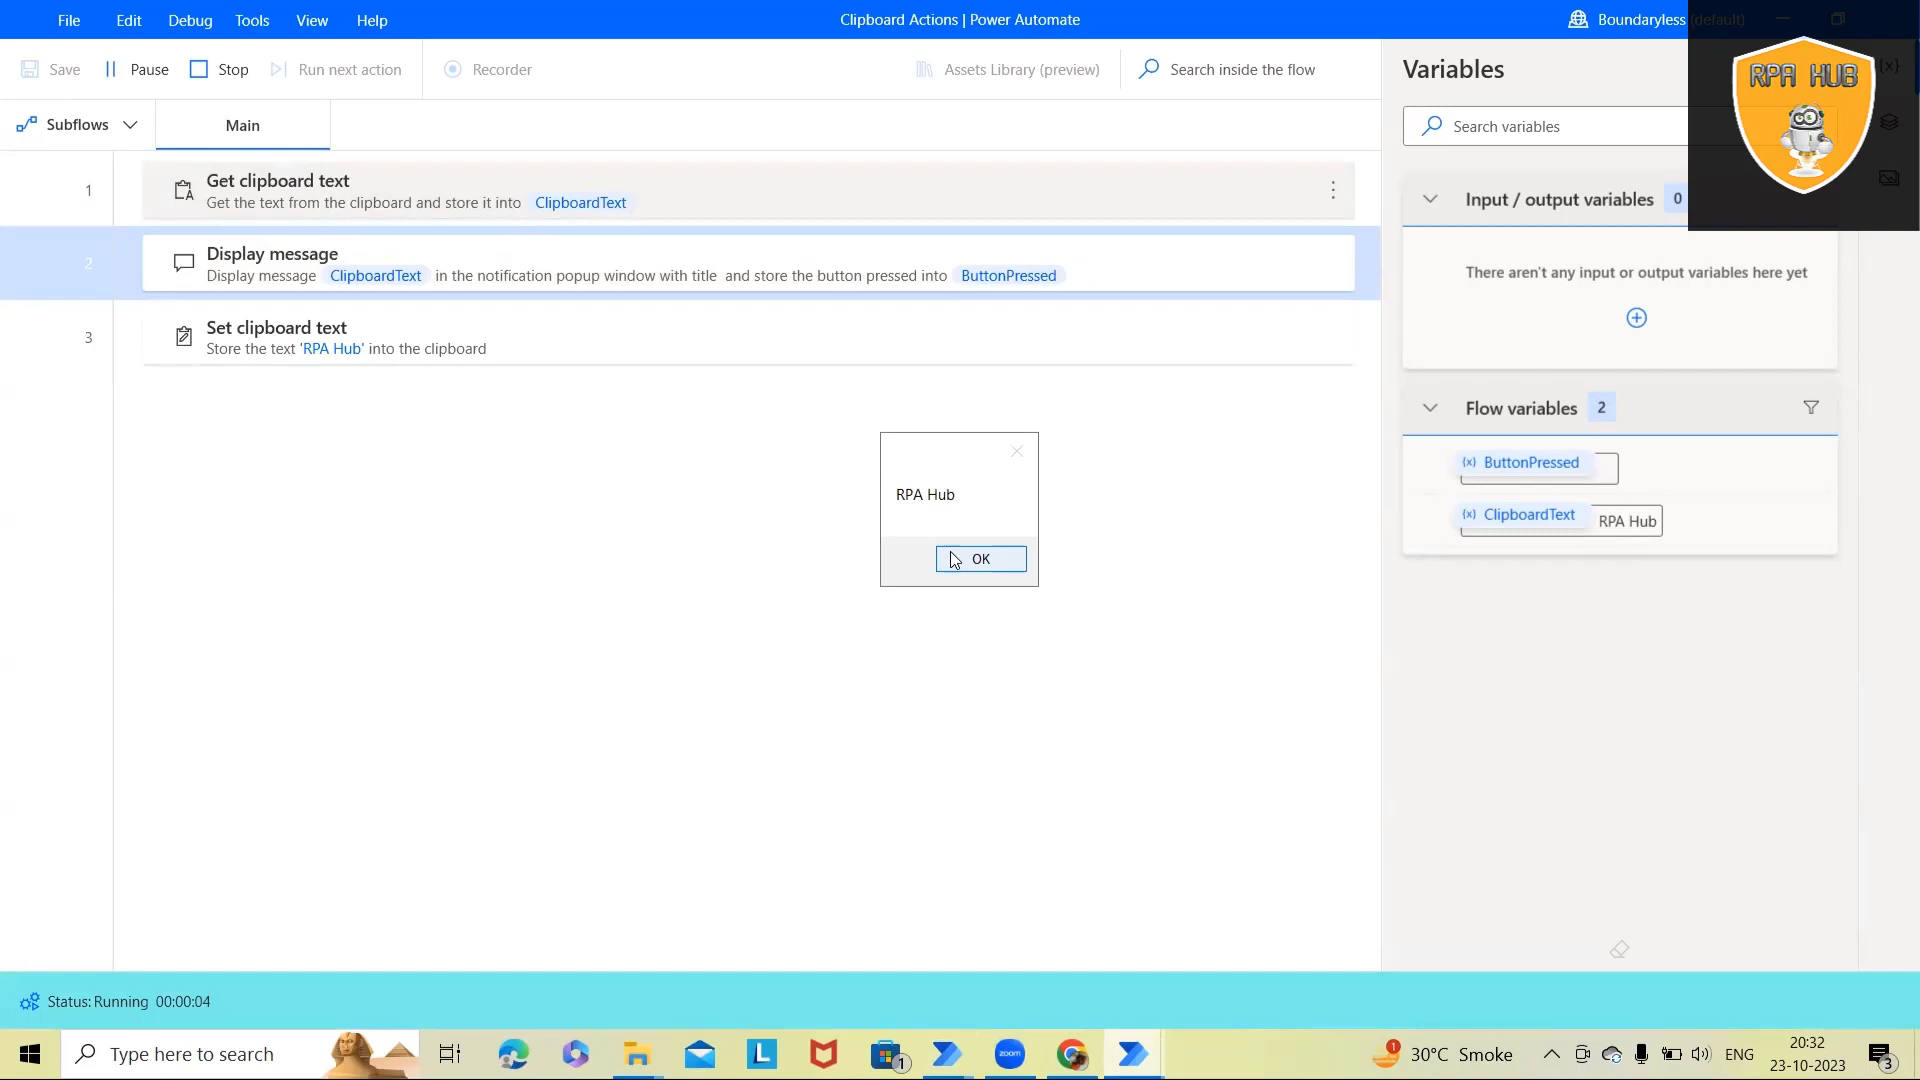 File Edit Debug Tools View Help
Clipboard Actions | Power Automate
Boundaryless (default)
Save Pause Stop Run next action Recorder
Assets Library (preview) Search inside the flow
Variables
{x}
RPA HUB
Subflows Main
Search variables
1
Get clipboard text
Get the text from the clipboard and store it into ClipboardText
Input / output variables 0
2
Display message
Display message ClipboardText in the notification popup window with title and store the button pressed into ButtonPressed
There aren't any input or output variables here yet
3
Set clipboard text
Store the text 'RPA Hub' into the clipboard
Flow variables 2
{x} ButtonPressed
{x} ClipboardText RPA Hub
RPA Hub
OK
Status: Running 00:00:04
Type here to search
L
1
zoom
1
30°C Smoke
ENG
20:32
23-10-2023
3